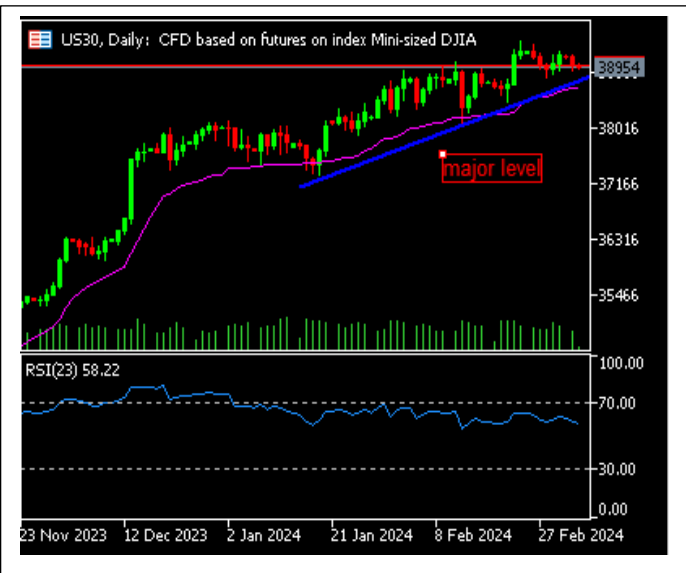 US30, Daily: CFD based on futures on index Mini-sized DJIA
38954
38016
major level
37166
36316
35466
RSI(23) 58.22
100.00
70.00
30.00
0.00
23 Nov 2023 12 Dec 2023 2 Jan 2024 21 Jan 2024 8 Feb 2024 27 Feb 2024